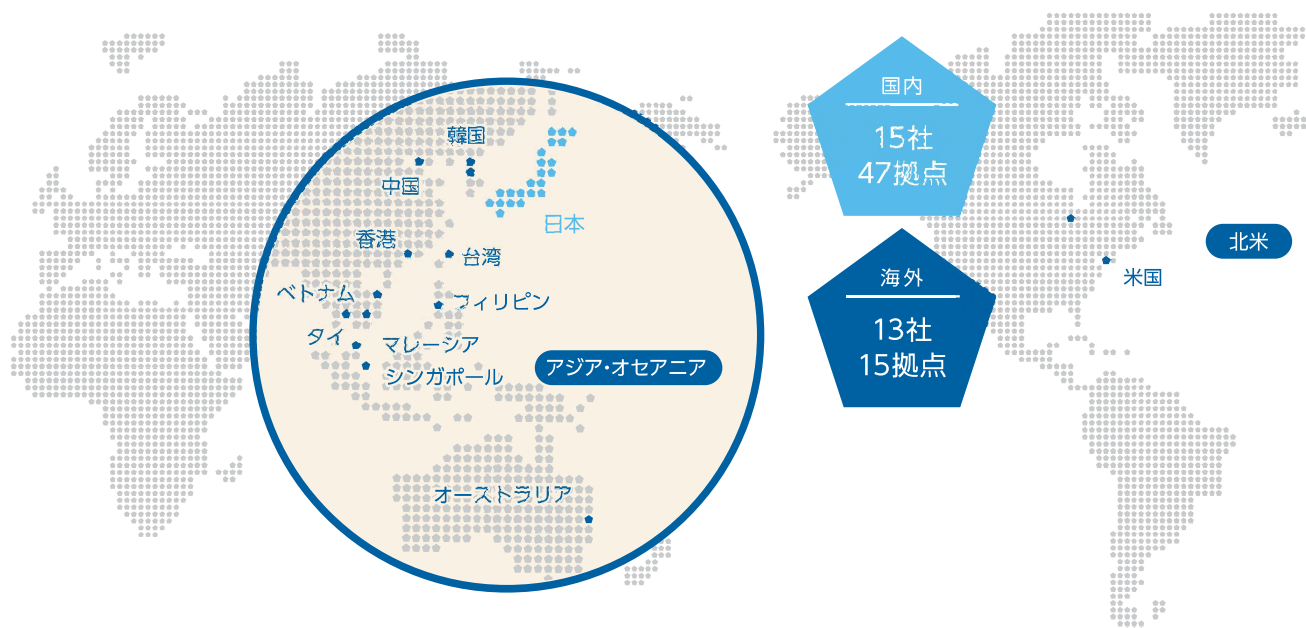 韓国
中国
日本
香港
台湾
ベトナム
フィリピン
タイ
マレーシア
シンガポール
アジア・オセアニア
オーストラリア
国内
15社
47拠点
海外
13社
15拠点
北米
米国